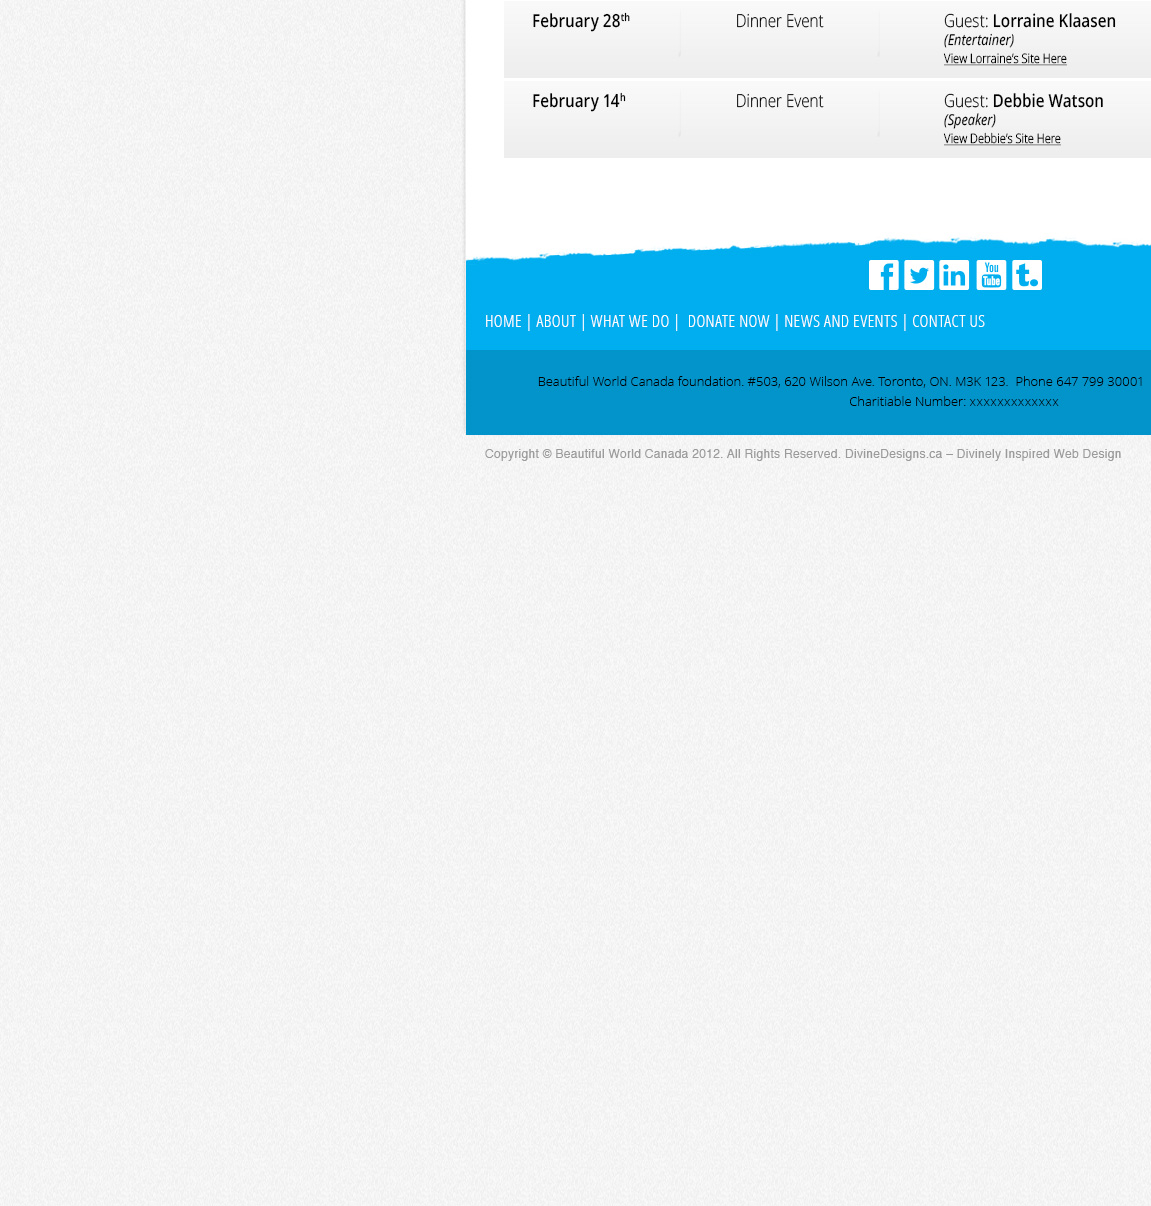 February 28th Dinner Event Guest: Lorraine Klaasen
(Entertainer)
View Lorraine's Site Here
February 14h Dinner Event Guest: Debbie Watson
(Speaker)
View Debbie's Site Here
You
Tube
HOME | ABOUT | WHAT WE DO | DONATE NOW | NEWS AND EVENTS | CONTACT US
Beautiful World Canada foundation. #503, 620 Wilson Ave. Toronto, ON. M3K 123. Phone 647 799 30001
Charitiable Number: xxxxxxxxxxxxx
Copyright © Beautiful World Canada 2012. All Rights Reserved. DivineDesigns.ca – Divinely Inspired Web Design